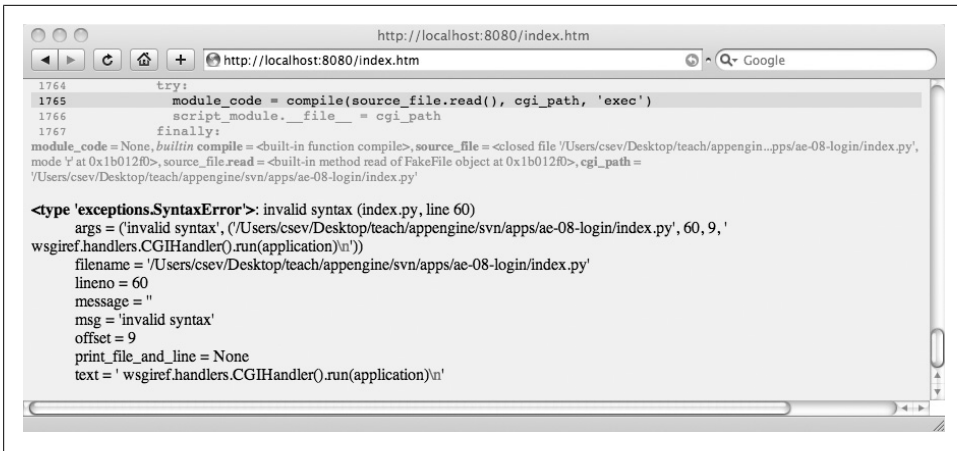 http://localhost:8080/index.htm
http://localhost:8080/index.htm
Google
1764 try:
1765 module_code = compile(source_file.read(), cgi_path, 'exec')
1766 script_module.__file__ = cgi_path
1767 finally:
module_code = None, builtin compile = <built-in function compile>, source_file = <closed file '/Users/csev/Desktop/teach/appengin...pps/ae-08-login/index.py',
mode 'r' at 0x1b012f0>, source_file.read = <built-in method read of FakeFile object at 0x1b012f0>, cgi_path =
'/Users/csev/Desktop/teach/appengine/svn/apps/ae-08-login/index.py'
<type 'exceptions.SyntaxError'>: invalid syntax (index.py, line 60)
args = ('invalid syntax', ('/Users/csev/Desktop/teach/appengine/svn/apps/ae-08-login/index.py', 60, 9, '
wsgiref.handlers.CGIHandler().run(application)\n'))
filename = '/Users/csev/Desktop/teach/appengine/svn/apps/ae-08-login/index.py'
lineno = 60
message = ''
msg = 'invalid syntax'
offset = 9
print_file_and_line = None
text = ' wsgiref.handlers.CGIHandler().run(application)\n'